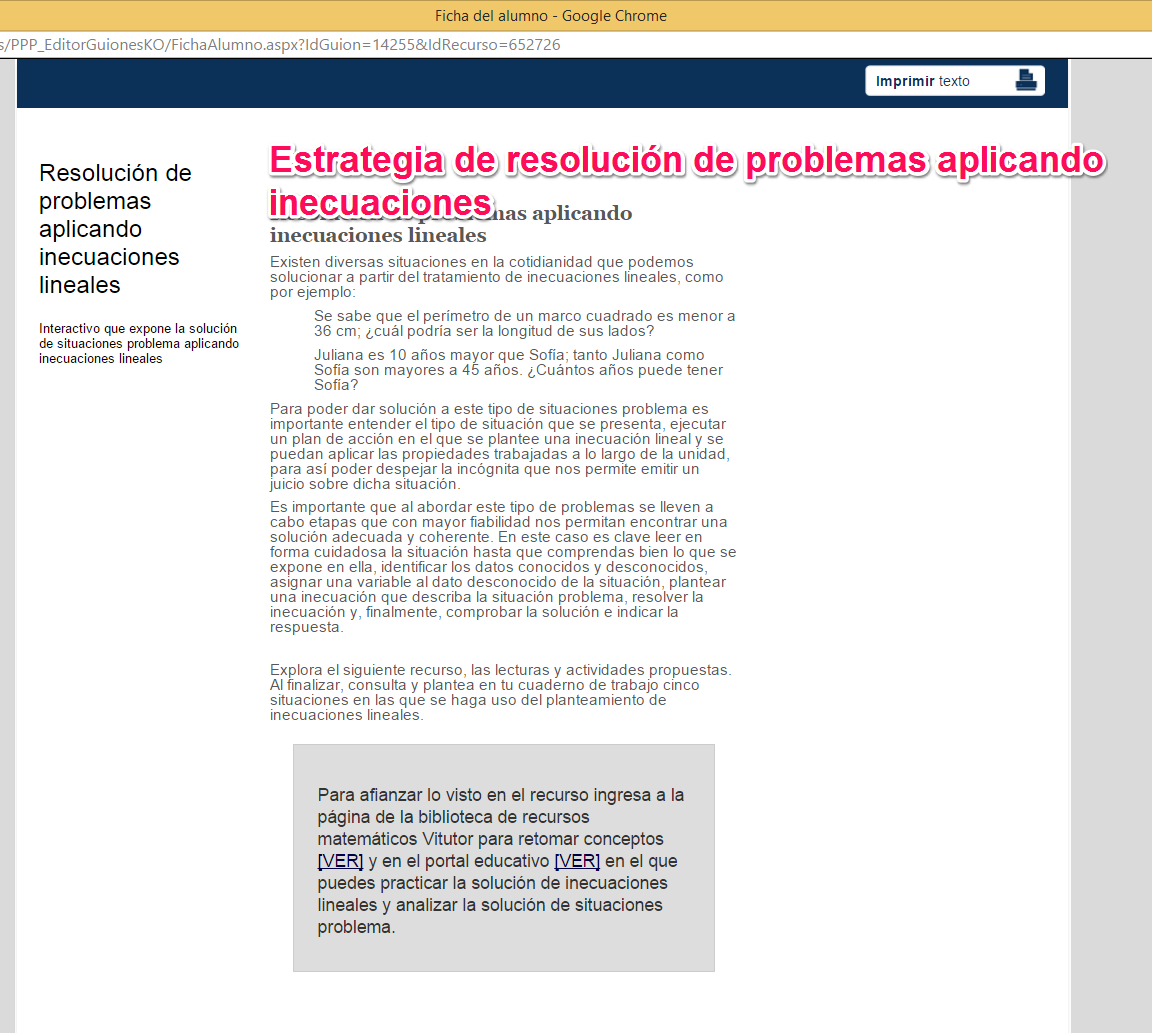 Ficha del alumno - Google Chrome
s/PPP_EditorGuionesKO/FichaAlumno.aspx?IdGuion=14255&IdRecurso=652726
Imprimir texto
Resolución de
problemas
aplicando
inecuaciones
lineales
Interactivo que expone la solución
de situaciones problema aplicando
inecuaciones lineales
Estrategia de resolución de problemas aplicando
inecuaciones
aplicando
inecuaciones lineales
Existen diversas situaciones en la cotidianidad que podemos
solucionar a partir del tratamiento de inecuaciones lineales, como
por ejemplo:
Se sabe que el perímetro de un marco cuadrado es menor a
36 cm; ¿cuál podría ser la longitud de sus lados?
Juliana es 10 años mayor que Sofía; tanto Juliana como
Sofía son mayores a 45 años. ¿Cuántos años puede tener
Sofía?
Para poder dar solución a este tipo de situaciones problema es
importante entender el tipo de situación que se presenta, ejecutar
un plan de acción en el que se plantee una inecuación lineal y se
puedan aplicar las propiedades trabajadas a lo largo de la unidad,
para así poder despejar la incógnita que nos permite emitir un
juicio sobre dicha situación.
Es importante que al abordar este tipo de problemas se lleven a
cabo etapas que con mayor fiabilidad nos permitan encontrar una
solución adecuada y coherente. En este caso es clave leer en
forma cuidadosa la situación hasta que comprendas bien lo que se
expone en ella, identificar los datos conocidos y desconocidos,
asignar una variable al dato desconocido de la situación, plantear
una inecuación que describa la situación problema, resolver la
inecuación y, finalmente, comprobar la solución e indicar la
respuesta.
Explora el siguiente recurso, las lecturas y actividades propuestas.
Al finalizar, consulta y plantea en tu cuaderno de trabajo cinco
situaciones en las que se haga uso del planteamiento de
inecuaciones lineales.
Para afianzar lo visto en el recurso ingresa a la
página de la biblioteca de recursos
matemáticos Vitutor para retomar conceptos
[VER] y en el portal educativo [VER] en el que
puedes practicar la solución de inecuaciones
lineales y analizar la solución de situaciones
problema.